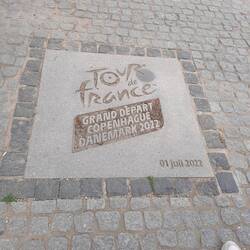 Tour
de
france
GRAND DÉPART
COPENHAGUE
DANEMARK 2022
01 juil 2022